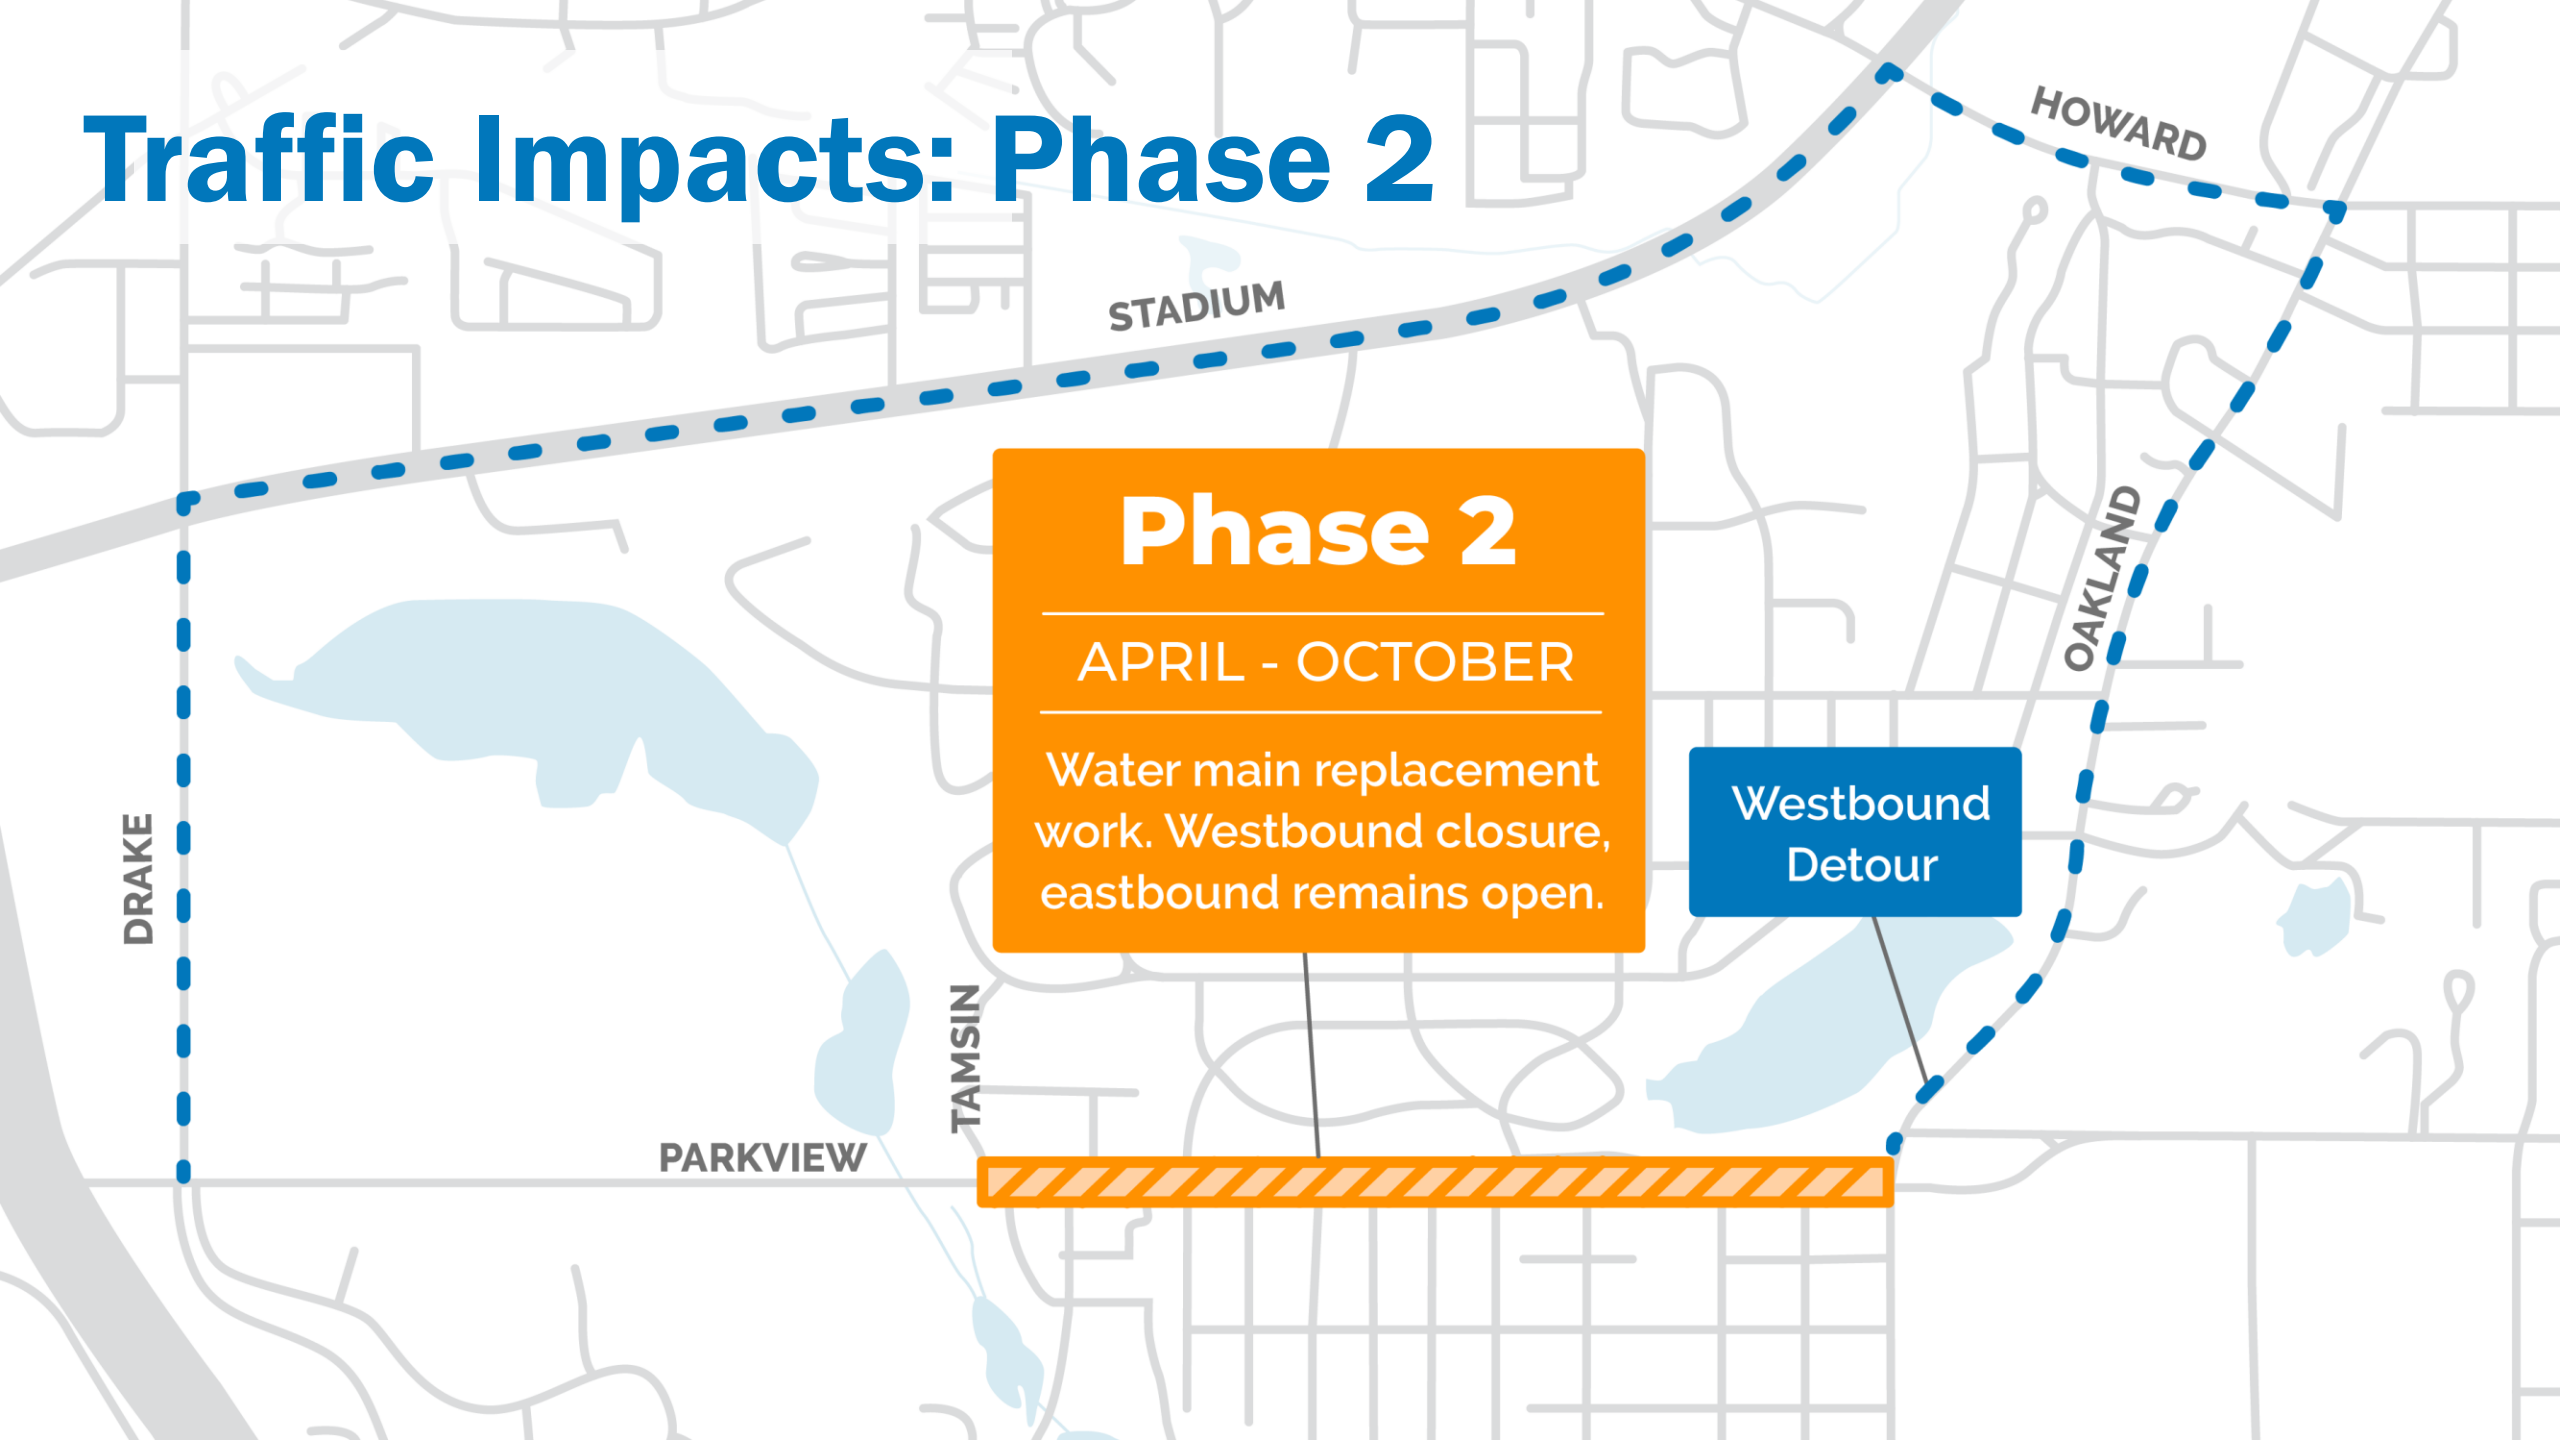 Traffic Impacts: Phase 2
HOWARD
STADIUM
Phase 2
APRIL - OCTOBER
Water main replacement
work. Westbound closure,
eastbound remains open.
OAKLAND
Westbound
Detour
DRAKE
TAMSIN
PARKVIEW